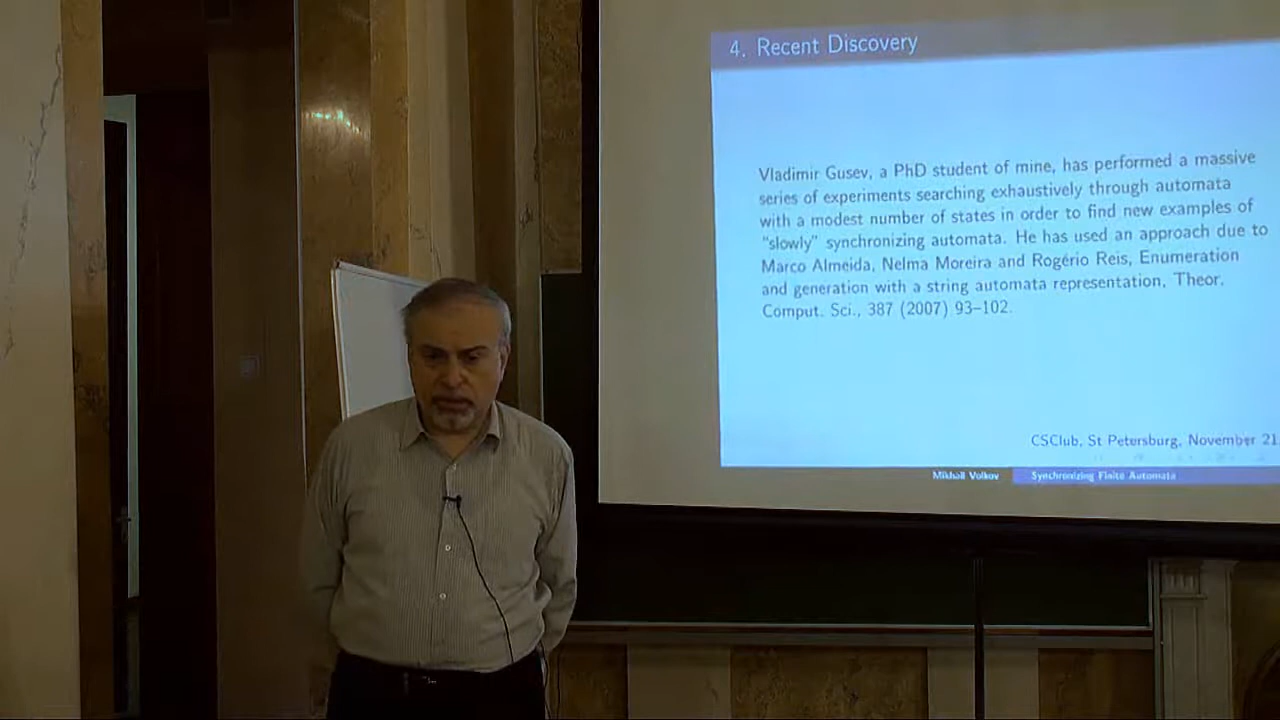 4. Recent Discovery
Vladimir Gusev, a PhD student of mine, has performed a massive
series of experiments searching exhaustively through automata
with a modest number of states in order to find new examples of
“slowly” synchronizing automata. He has used an approach due to
Marco Almeida, Nelma Moreira and Rogério Reis, Enumeration
and generation with a string automata representation, Theor.
Comput. Sci., 387 (2007) 93–102.
CSClub, St Petersburg, November 21,
Mikhail Volkov Synchronizing Finite Automata